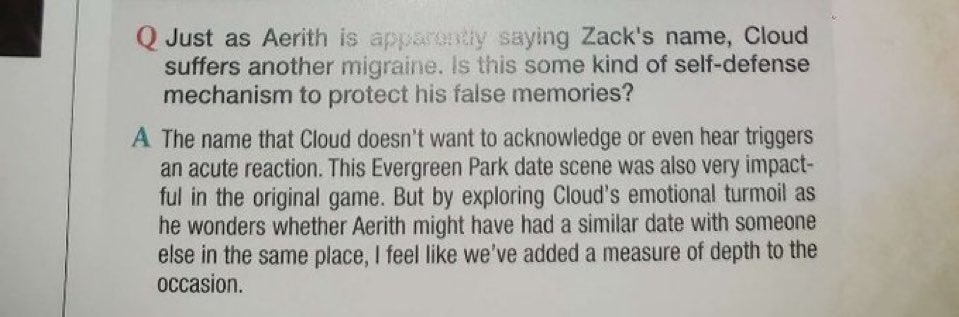 Q Just as Aerith is apparently saying Zack's name, Cloud
suffers another migraine. Is this some kind of self-defense
mechanism to protect his false memories?
A The name that Cloud doesn't want to acknowledge or even hear triggers
an acute reaction. This Evergreen Park date scene was also very impact-
ful in the original game. But by exploring Cloud's emotional turmoil as
he wonders whether Aerith might have had a similar date with someone
else in the same place, I feel like we've added a measure of depth to the
occasion.